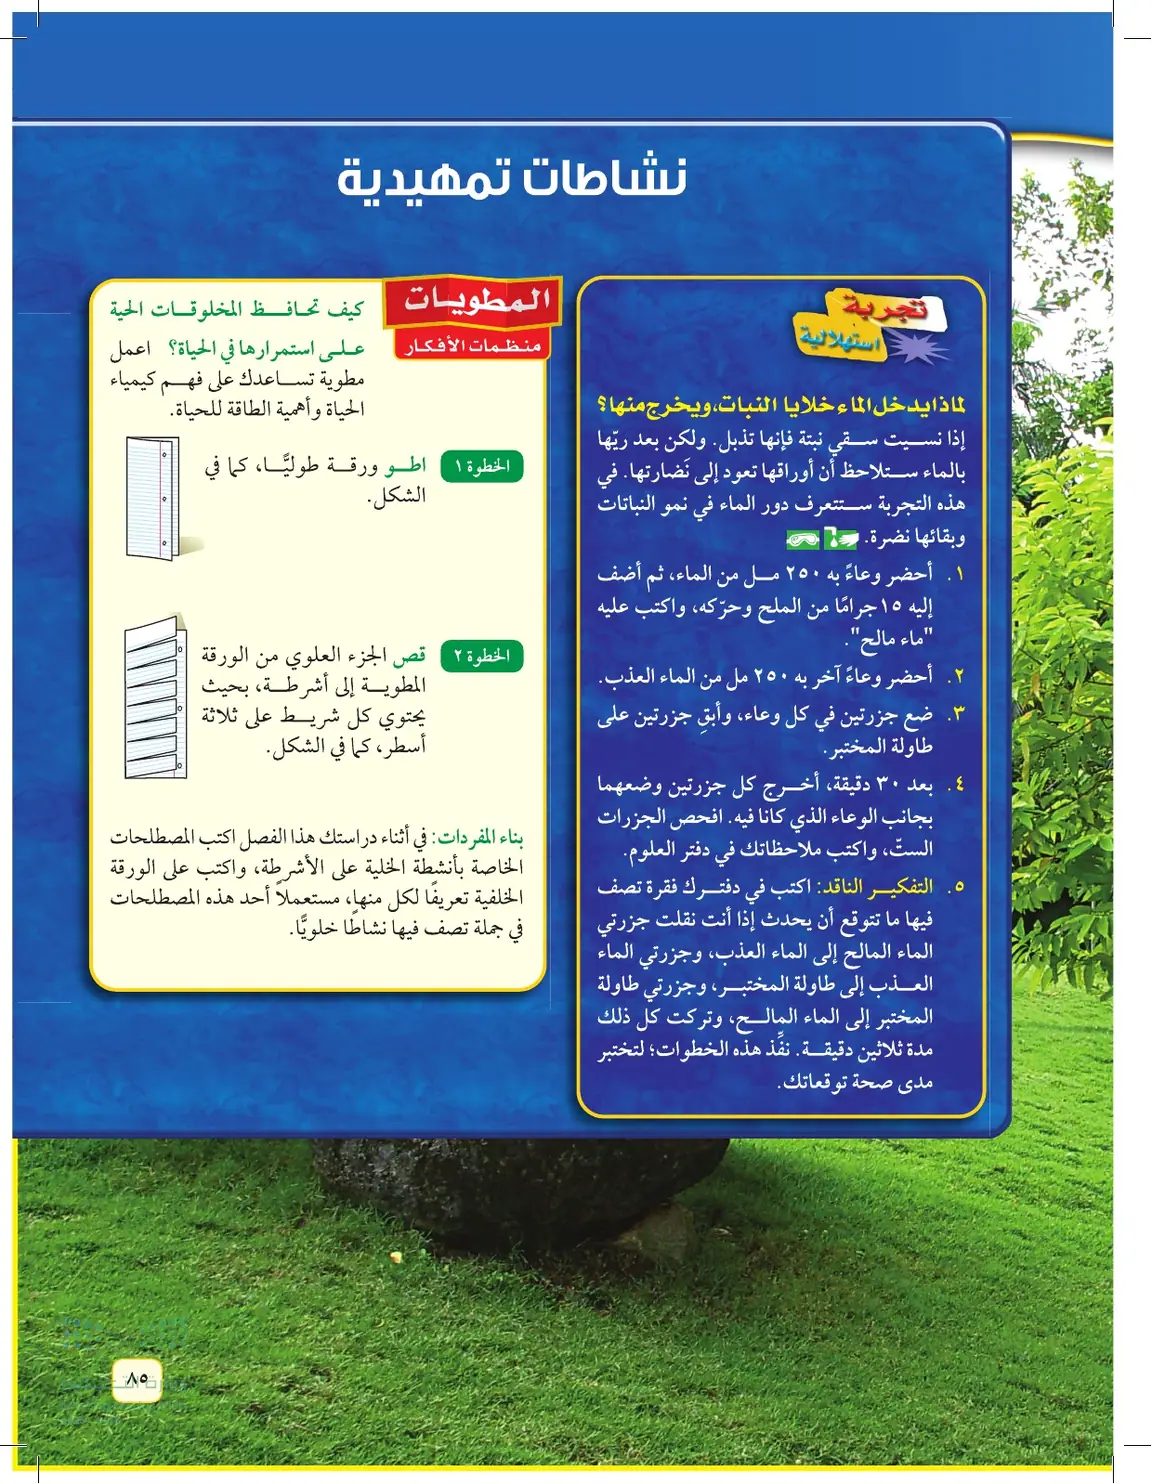 نشاطات تمهيدية
تجربة
استهلالية
لماذا يدخل الماء خلايا النبات، ويخرج منها؟
إذا نسيت سقي نبتة فإنها تذبل. ولكن بعد ريّها
بالماء ستلاحظ أن أوراقها تعود إلى نَضارتها. في
هذه التجربة ستتعرف دور الماء في نمو النباتات
وبقائها نضرة.
١. أحضر وعاءً به ٢٥٠ مل من الماء، ثم أضف
إليه ١٥ جرامًا من الملح وحرّكه، واكتب عليه
"ماء مالح".
٢. أحضر وعاءً آخر به ٢٥٠ مل من الماء العذب.
٣. ضع جزرتين في كل وعاء، وأبقِ جزرتين على
طاولة المختبر.
٤. بعد ٣٠ دقيقة، أخرج كل جزرتين وضعهما
بجانب الوعاء الذي كانا فيه. افحص الجزرات
الستّ، واكتب ملاحظاتك في دفتر العلوم.
٥. التفكير الناقد: اكتب في دفترك فقرة تصف
فيها ما تتوقع أن يحدث إذا أنت نقلت جزرتي
الماء المالح إلى الماء العذب، وجزرتي الماء
العذب إلى طاولة المختبر، وجزرتي طاولة
المختبر إلى الماء المالح، وتركت كل ذلك
مدة ثلاثين دقيقة. نفِّذ هذه الخطوات؛ لتختبر
مدى صحة توقعاتك.
المطويات
منظمات الأفكار
كيف تحافظ المخلوقات الحية
على استمرارها في الحياة؟ اعمل
مطوية تساعدك على فهم كيمياء
الحياة وأهمية الطاقة للحياة.
الخطوة ١ اطو ورقة طوليًّا، كما في
الشكل.
الخطوة ٢ قص الجزء العلوي من الورقة
المطوية إلى أشرطة، بحيث
يحتوي كل شريط على ثلاثة
أسطر، كما في الشكل.
بناء المفردات: في أثناء دراستك هذا الفصل اكتب المصطلحات
الخاصة بأنشطة الخلية على الأشرطة، واكتب على الورقة
الخلفية تعريفًا لكل منها، مستعملاً أحد هذه المصطلحات
في جملة تصف فيها نشاطًا خلويًّا.
٨٥